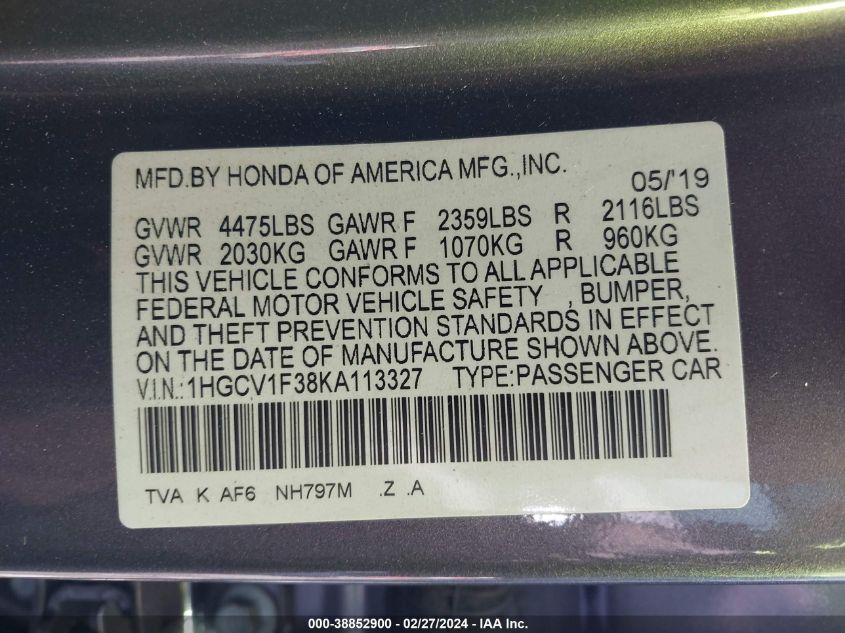 MFD.BY HONDA OF AMERICA MFG.,INC. 05/'19
GVWR 4475LBS GAWR F 2359LBS R 2116LBS
GVWR 2030KG GAWR F 1070KG R 960KG
THIS VEHICLE CONFORMS TO ALL APPLICABLE
FEDERAL MOTOR VEHICLE SAFETY , BUMPER,
AND THEFT PREVENTION STANDARDS IN EFFECT
ON THE DATE OF MANUFACTURE SHOWN ABOVE.
V.I.N.:1HGCV1F38KA113327 TYPE:PASSENGER CAR
TVA K AF6 NH797M .Z .A
000-38852900 - 02/27/2024 - IAA Inc.